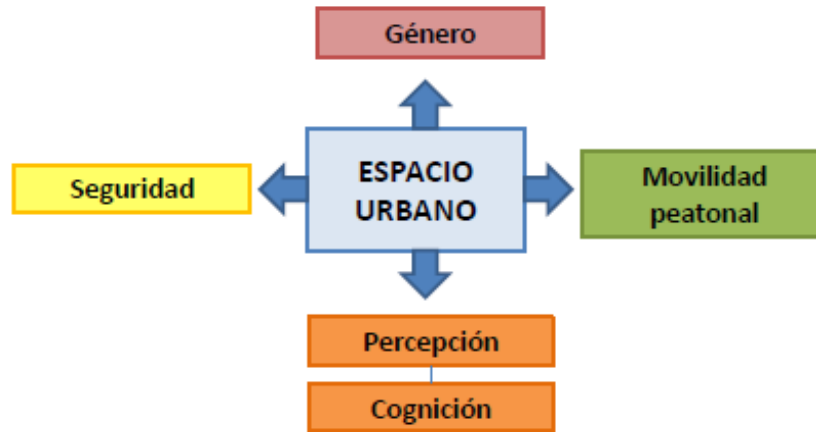 Género
Seguridad
ESPACIO
URBANO
Movilidad
peatonal
Percepción
Cognición